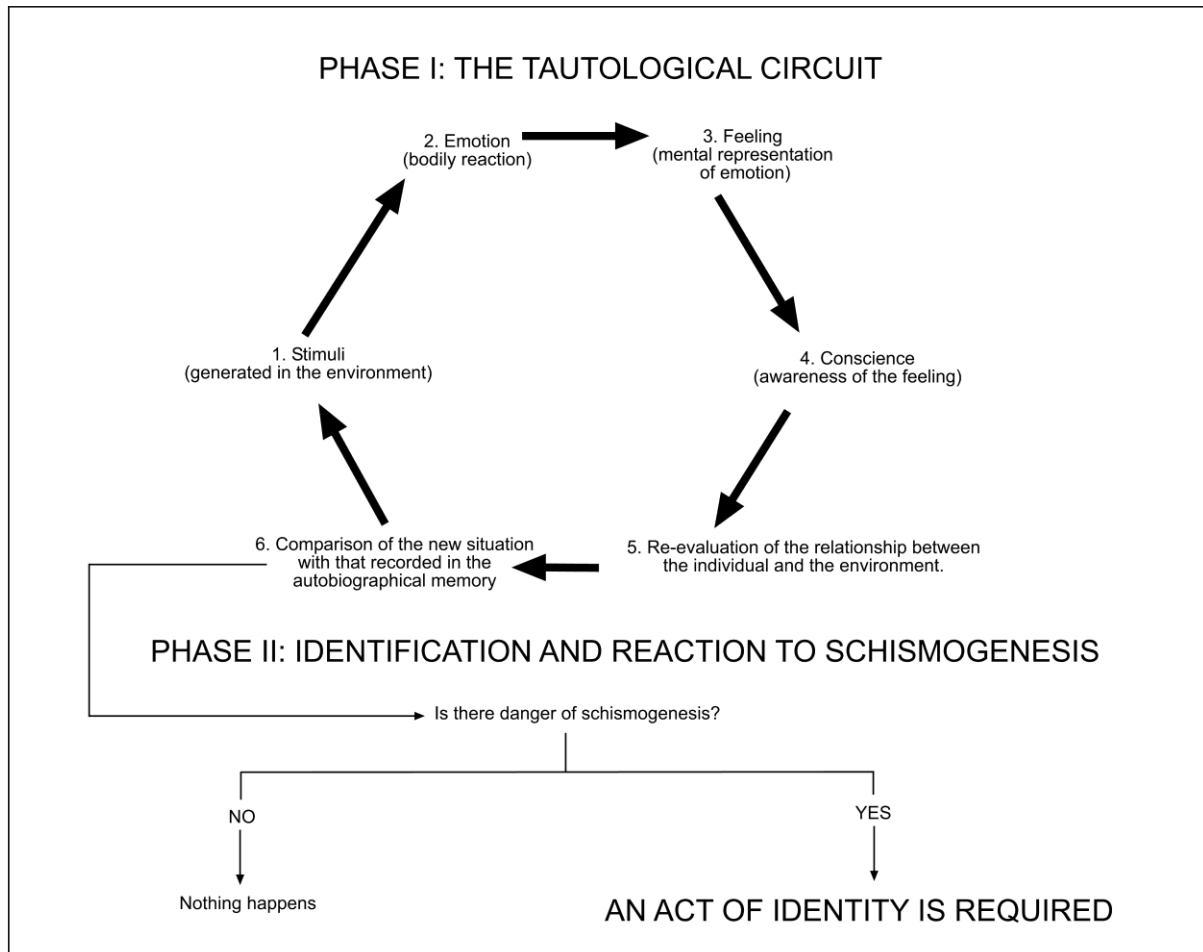 PHASE I: THE TAUTOLOGICAL CIRCUIT
2. Emotion
(bodily reaction)
3. Feeling
(mental representation
of emotion)
1. Stimuli
(generated in the environment)
4. Conscience
(awareness of the feeling)
6. Comparison of the new situation
with that recorded in the
autobiographical memory
5. Re-evaluation of the relationship between
the individual and the environment.
PHASE II: IDENTIFICATION AND REACTION TO SCHISMOGENESIS
Is there danger of schismogenesis?
NO
YES
Nothing happens
AN ACT OF IDENTITY IS REQUIRED